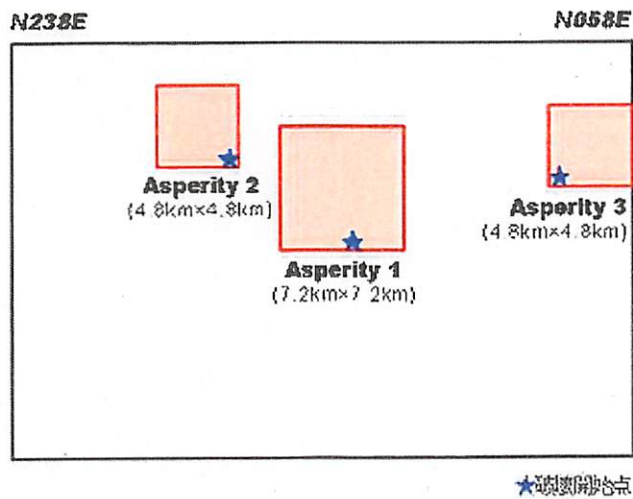 N238E
N058E
Asperity 2
(4.8km×4.8km)
Asperity 3
(4.8km×4.8km)
Asperity 1
(7.2km×7.2km)
★破壊開始点